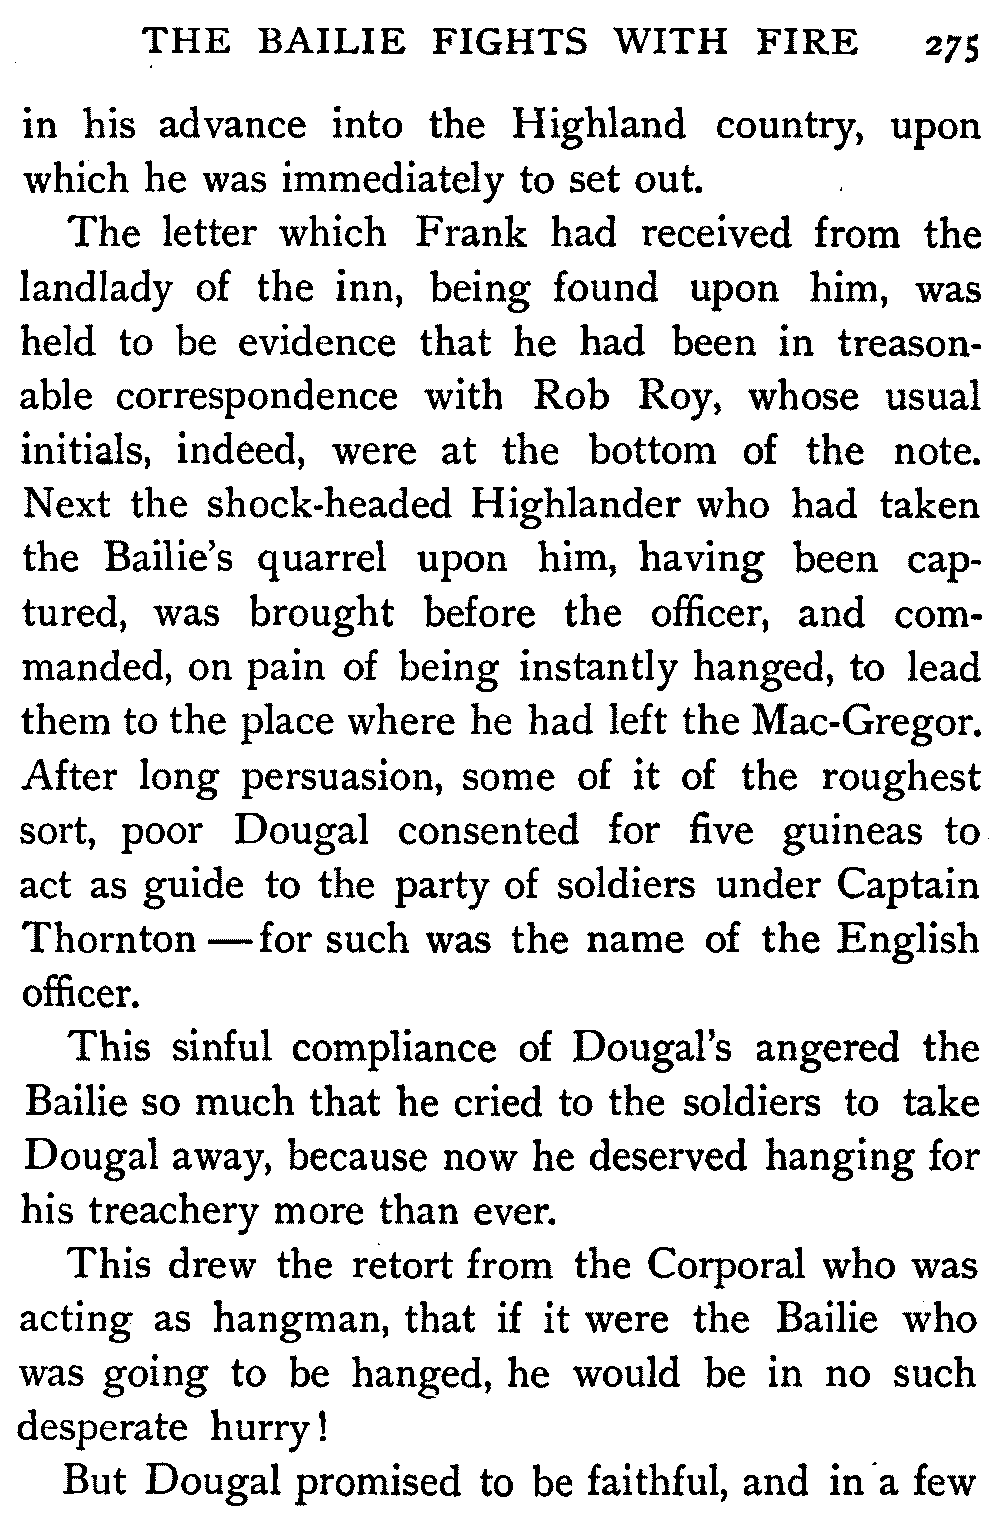 THE BAILIE FIGHTS WITH FIRE 275
in his advance into the Highland country, upon
which he was immediately to set out.
The letter which Frank had received from the
landlady of the inn, being found upon him, was
held to be evidence that he had been in treason-
able correspondence with Rob Roy, whose usual
initials, indeed, were at the bottom of the note.
Next the shock-headed Highlander who had taken
the Bailie's quarrel upon him, having been cap-
tured, was brought before the officer, and com-
manded, on pain of being instantly hanged, to lead
them to the place where he had left the Mac-Gregor.
After long persuasion, some of it of the roughest
sort, poor Dougal consented for five guineas to
act as guide to the party of soldiers under Captain
Thornton — for such was the name of the English
officer.
This sinful compliance of Dougal's angered the
Bailie so much that he cried to the soldiers to take
Dougal away, because now he deserved hanging for
his treachery more than ever.
This drew the retort from the Corporal who was
acting as hangman, that if it were the Bailie who
was going to be hanged, he would be in no such
desperate hurry!
But Dougal promised to be faithful, and in a few